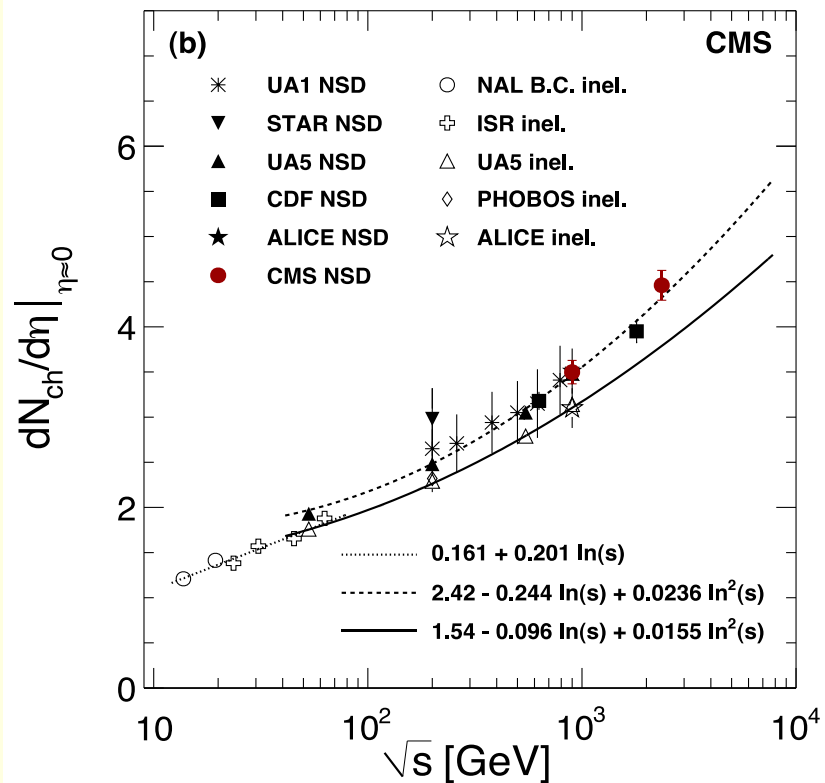 (b) CMS
UA1 NSD NAL B.C. inel.
STAR NSD ISR inel.
UA5 NSD UA5 inel.
CDF NSD PHOBOS inel.
ALICE NSD ALICE inel.
CMS NSD
0.161 + 0.201 ln(s)
2.42 - 0.244 ln(s) + 0.0236 ln²(s)
1.54 - 0.096 ln(s) + 0.0155 ln²(s)
dN_ch/dη|_η≈0
6
4
2
0
10 10² 10³ 10⁴
√s [GeV]